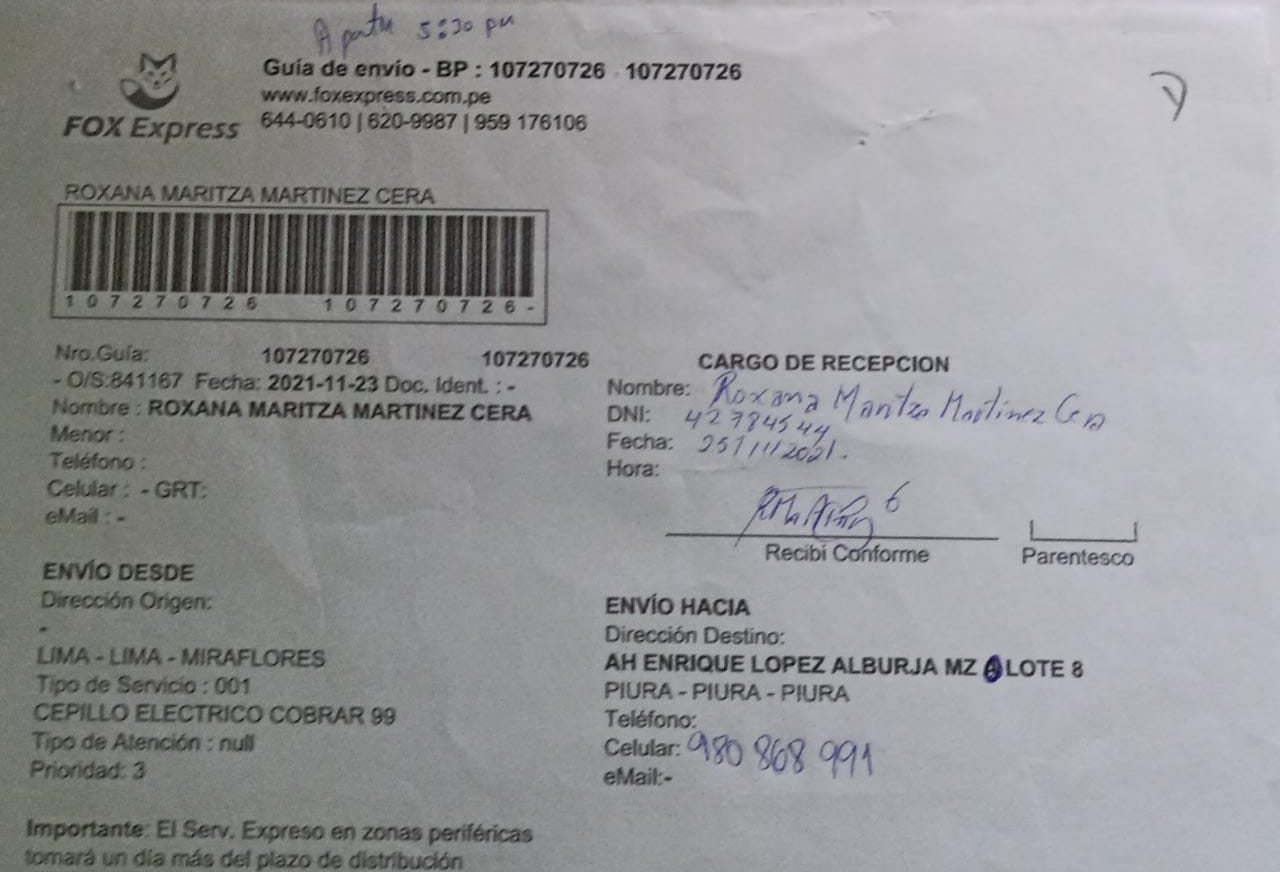 A partir 5:30 pm
Guía de envío - BP : 107270726 107270726
www.foxexpress.com.pe
644-0610 | 620-9987 | 959 176106
FOX Express
ROXANA MARITZA MARTINEZ CERA
107270726 107270726-
Nro.Guía: 107270726 107270726
- O/S:841167 Fecha: 2021-11-23 Doc. Ident. : -
Nombre : ROXANA MARITZA MARTINEZ CERA
Menor :
Teléfono :
Celular : - GRT:
eMail : -
CARGO DE RECEPCION
Nombre: Roxana Maritza Martinez
DNI: 42784544
Fecha: 25/11/2021.
Hora:
Recibi Conforme
Parentesco
ENVÍO DESDE
Dirección Origen:
-
LIMA - LIMA - MIRAFLORES
Tipo de Servicio : 001
CEPILLO ELECTRICO COBRAR 99
Tipo de Atención : null
Prioridad: 3
ENVÍO HACIA
Dirección Destino:
AH ENRIQUE LOPEZ ALBURJA MZ LOTE 8
PIURA - PIURA - PIURA
Teléfono:
Celular: 980 868 991
eMail:-
Importante: El Serv. Expreso en zonas periféricas
tomará un día más del plazo de distribución